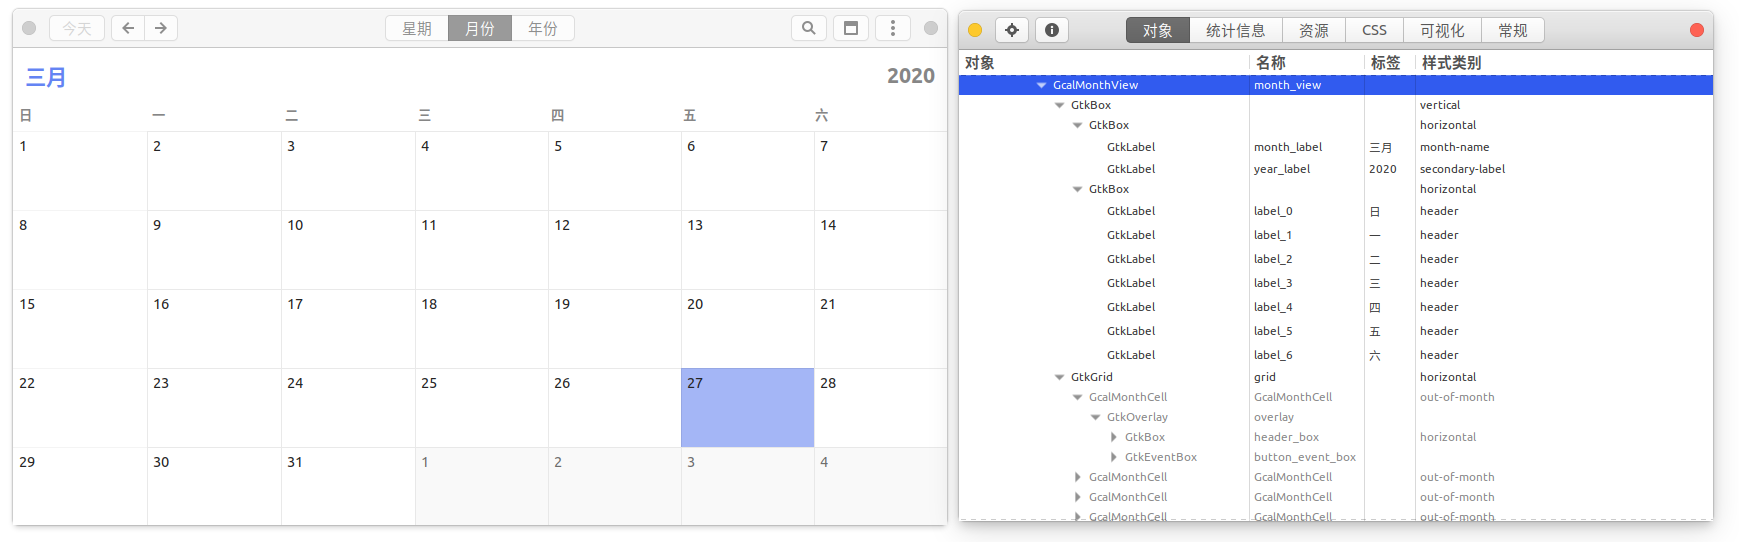 今天 星期 月份 年份
三月 2020
日 一 二 三 四 五 六
1 2 3 4 5 6 7
8 9 10 11 12 13 14
15 16 17 18 19 20 21
22 23 24 25 26 27 28
29 30 31 1 2 3 4
对象 统计信息 资源 CSS 可视化 常规
对象 名称 标签 样式类别
GcalMonthView month_view
GtkBox vertical
GtkBox horizontal
GtkLabel month_label 三月 month-name
GtkLabel year_label 2020 secondary-label
GtkBox horizontal
GtkLabel label_0 日 header
GtkLabel label_1 一 header
GtkLabel label_2 二 header
GtkLabel label_3 三 header
GtkLabel label_4 四 header
GtkLabel label_5 五 header
GtkLabel label_6 六 header
GtkGrid grid horizontal
GcalMonthCell GcalMonthCell out-of-month
GtkOverlay overlay
GtkBox header_box horizontal
GtkEventBox button_event_box
GcalMonthCell GcalMonthCell out-of-month
GcalMonthCell GcalMonthCell out-of-month
GcalMonthCell GcalMonthCell out-of-month